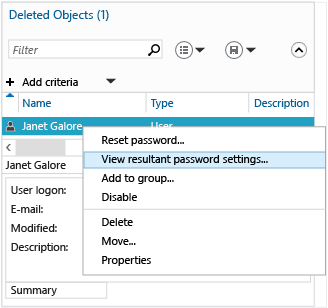 Deleted Objects (1)
Filter
Add criteria
Name Type Description
Janet Galore User
Reset password...
View resultant password settings...
Janet Galore
Add to group...
User logon:
Disable
E-mail:
Modified:
Delete
Description:
Move...
Properties
Summary